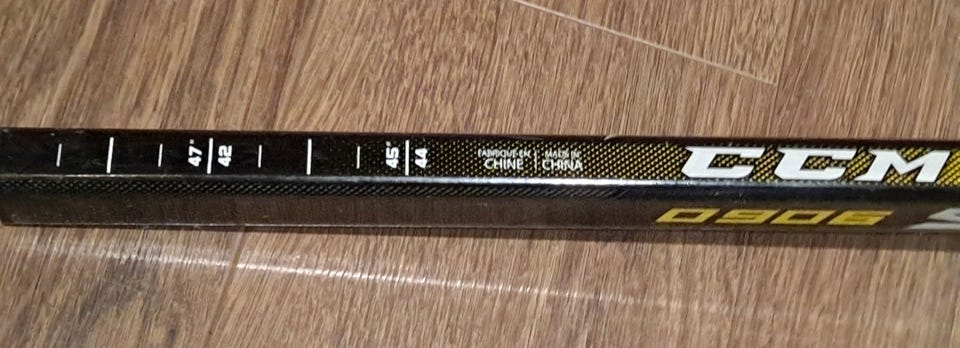 47"
42
45"
44
FABRIQUÉ EN CHINE
MADE IN CHINA
CCM
9060